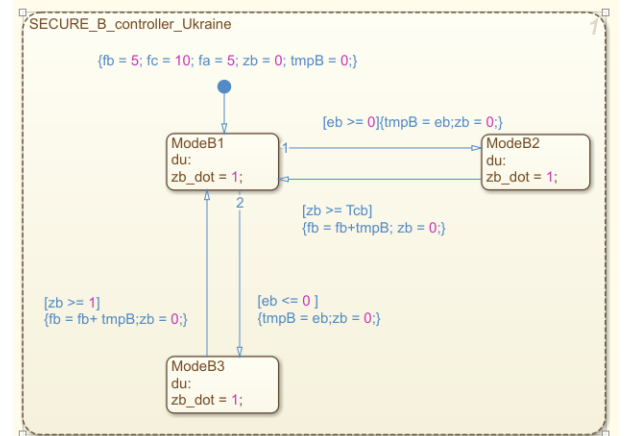 SECURE_B_controller_Ukraine
1
{fb = 5; fc = 10; fa = 5; zb = 0; tmpB = 0;}
[eb >= 0]{tmpB = eb;zb = 0;}
ModeB1
du:
zb_dot = 1;
1
ModeB2
du:
zb_dot = 1;
2
[zb >= Tcb]
{fb = fb+tmpB; zb = 0;}
[zb >= 1]
{fb = fb+ tmpB;zb = 0;}
[eb <= 0 ]
{tmpB = eb;zb = 0;}
ModeB3
du:
zb_dot = 1;